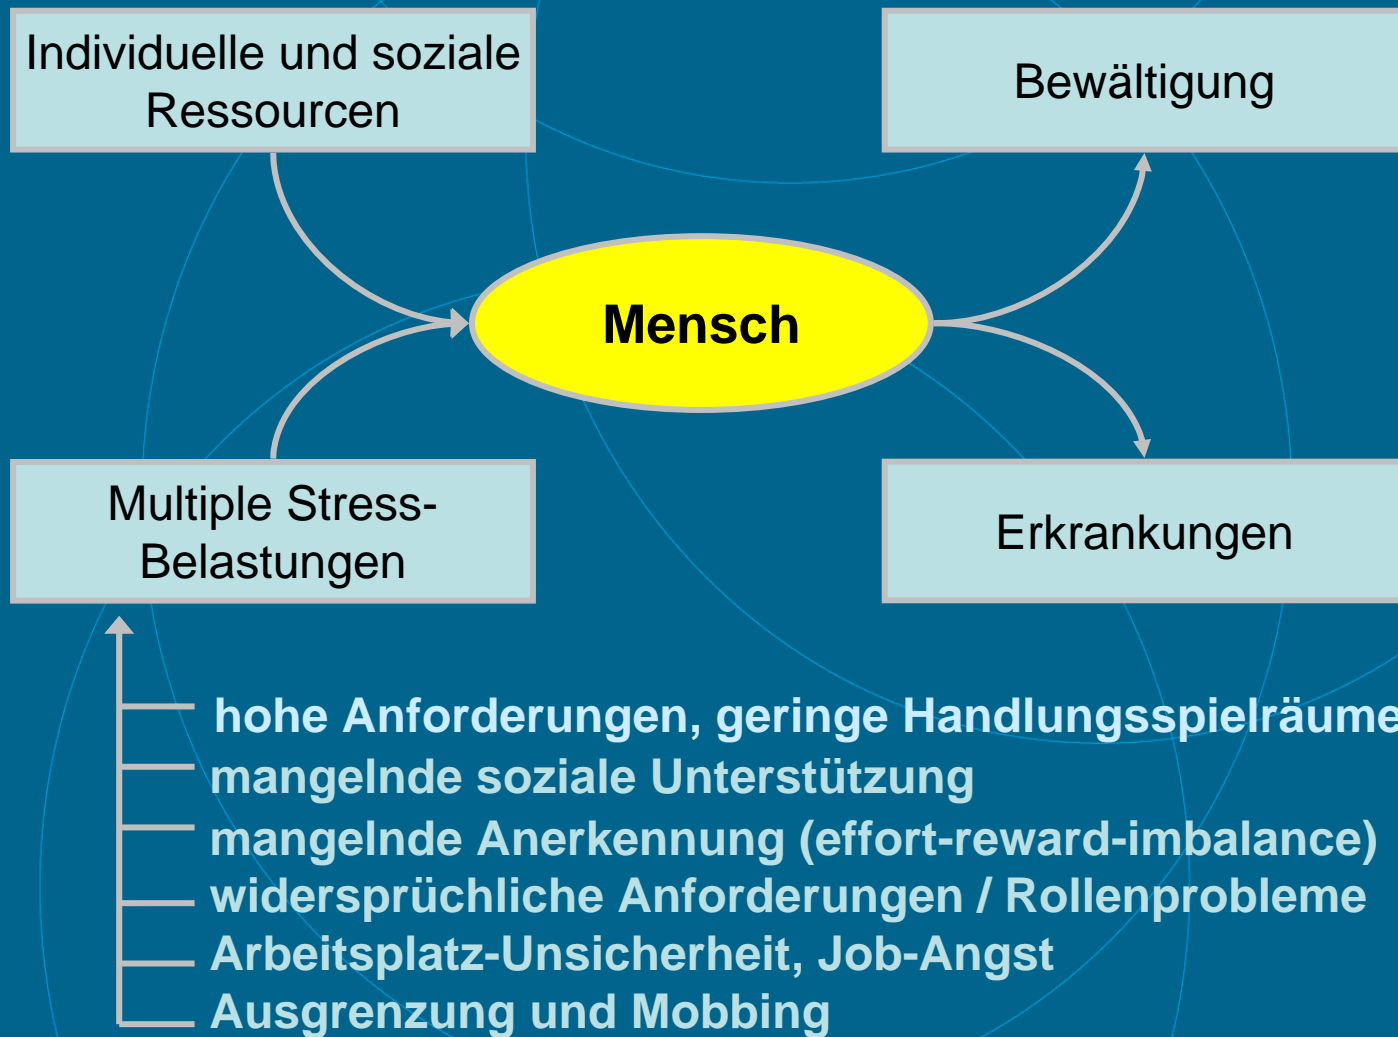 Individuelle und soziale
Ressourcen
Bewältigung
Mensch
Multiple Stress-
Belastungen
Erkrankungen
hohe Anforderungen, geringe Handlungsspielräume
mangelnde soziale Unterstützung
mangelnde Anerkennung (effort-reward-imbalance)
widersprüchliche Anforderungen / Rollenprobleme
Arbeitsplatz-Unsicherheit, Job-Angst
Ausgrenzung und Mobbing